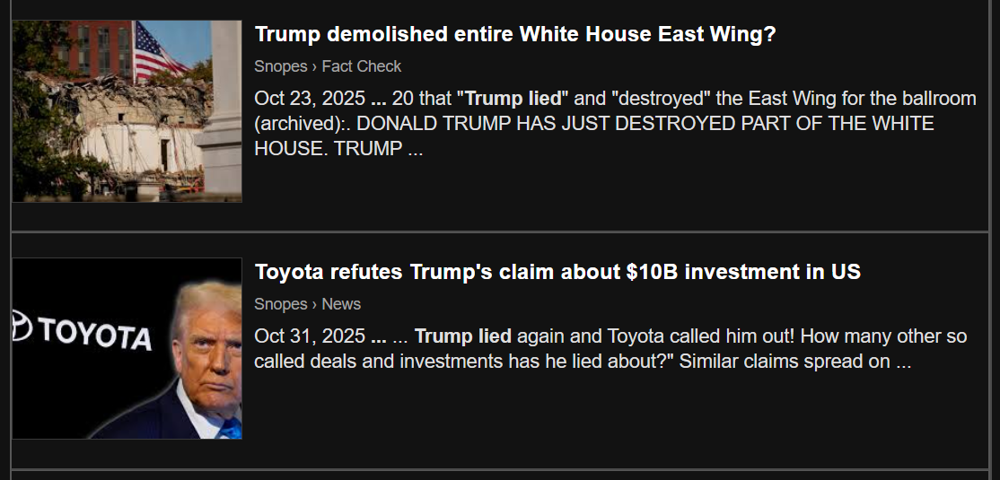 Trump demolished entire White House East Wing?
Snopes › Fact Check
Oct 23, 2025 ... 20 that "Trump lied" and "destroyed" the East Wing for the ballroom
(archived):. DONALD TRUMP HAS JUST DESTROYED PART OF THE WHITE
HOUSE. TRUMP ...
TOYOTA
Toyota refutes Trump's claim about $10B investment in US
Snopes › News
Oct 31, 2025 ... ... Trump lied again and Toyota called him out! How many other so
called deals and investments has he lied about?" Similar claims spread on ...